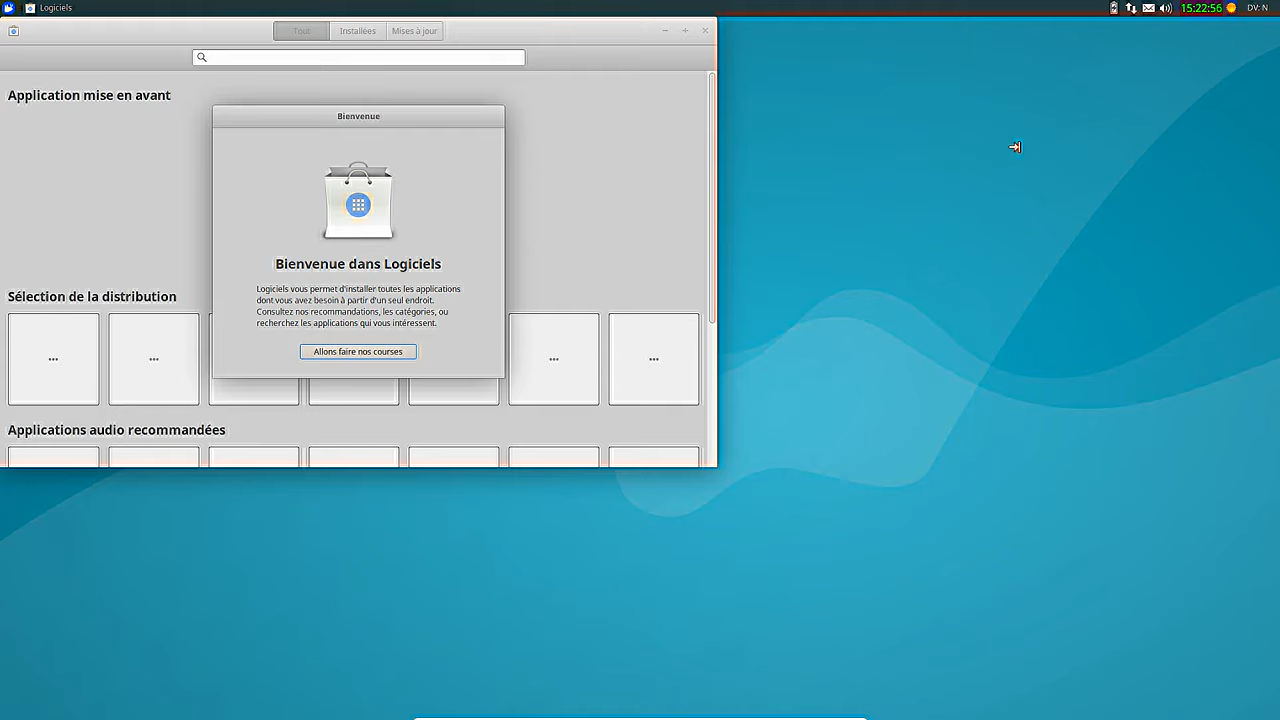 Logiciels
15:22:56
DV: N
Tout
Installées
Mises à jour
Application mise en avant
Bienvenue
Bienvenue dans Logiciels
Logiciels vous permet d'installer toutes les applications
dont vous avez besoin à partir d'un seul endroit.
Consultez nos recommandations, les catégories, ou
recherchez les applications qui vous intéressent.
Allons faire nos courses
Sélection de la distribution
...
...
...
...
Applications audio recommandées